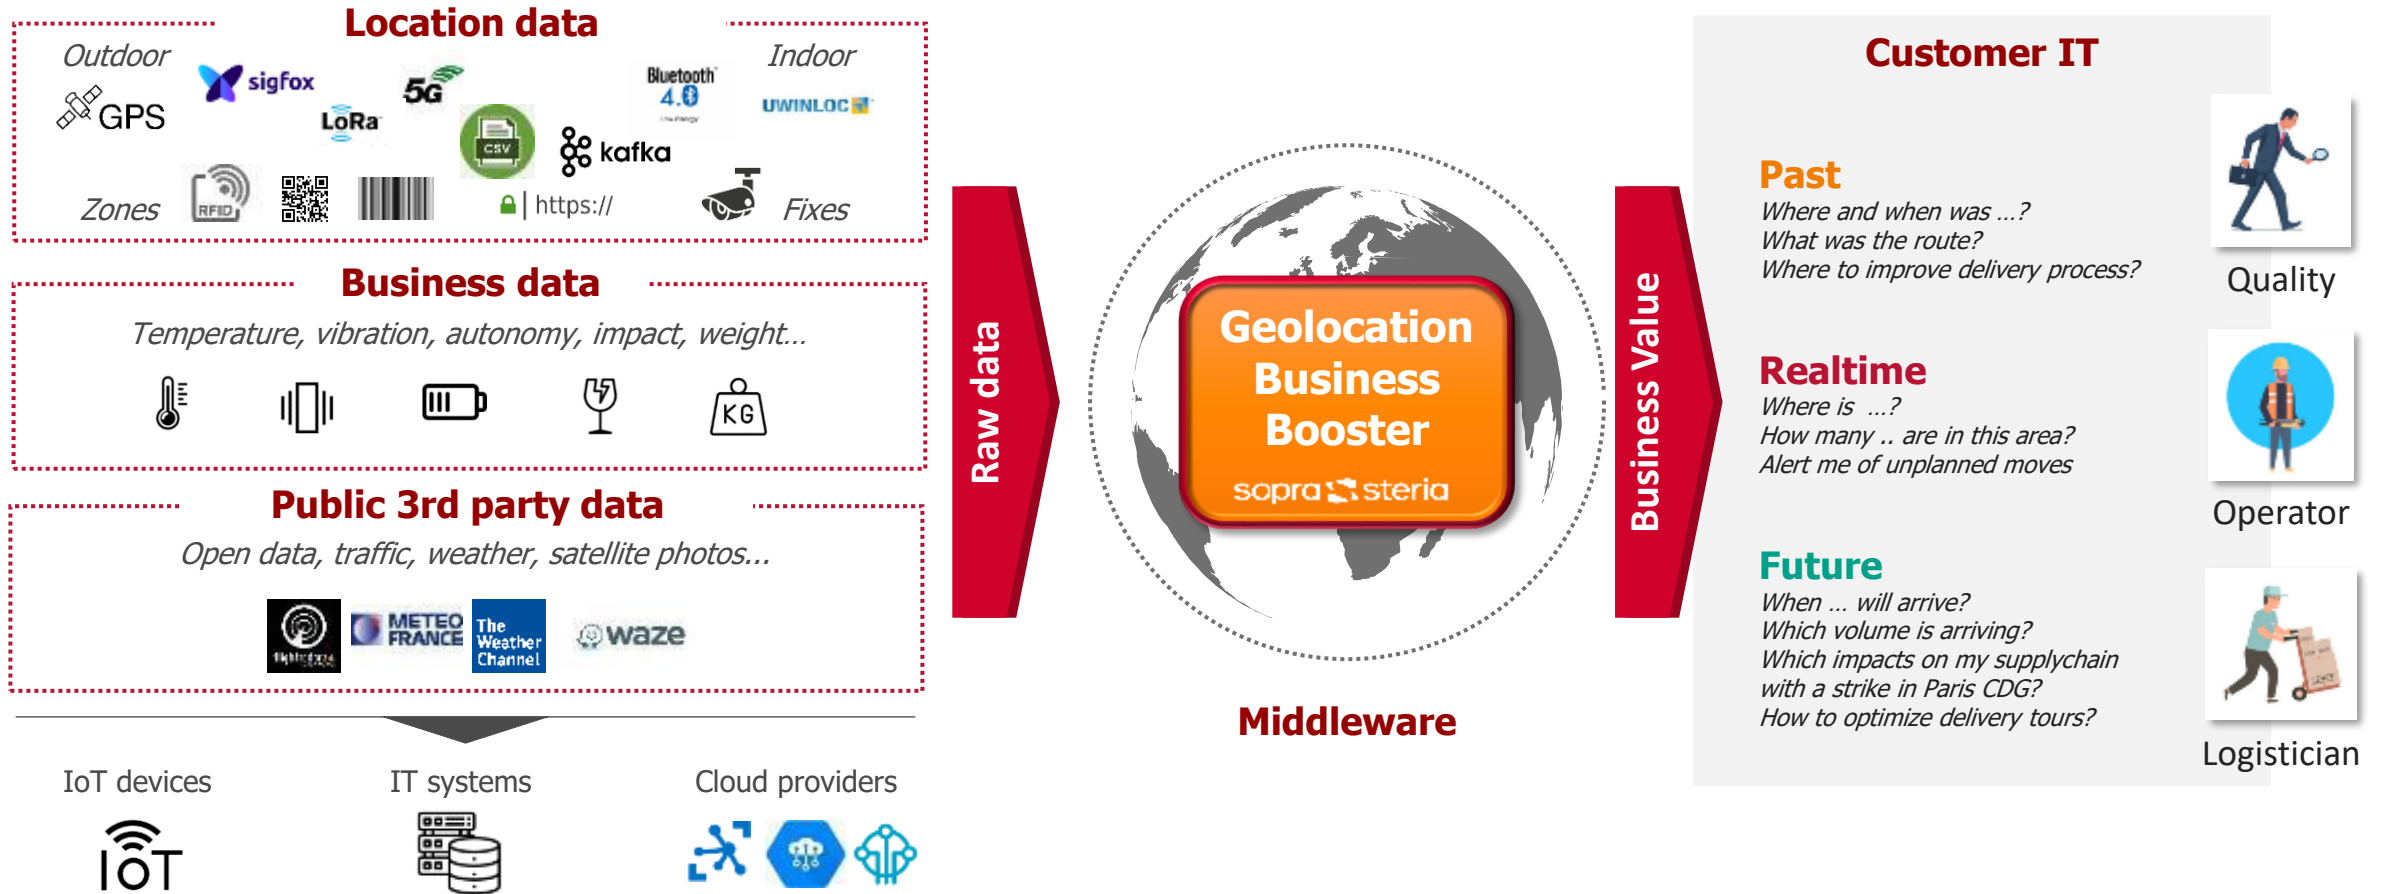 Location data
Outdoor
Indoor
sigfox
5G
Bluetooth
4.0
GPS
LoRa
UWINLOC
CSV
kafka
Zones
RFID
https://
Fixes
Business data
Temperature, vibration, autonomy, impact, weight...
KG
Public 3rd party data
Open data, traffic, weather, satellite photos...
METEO
FRANCE
The
Weather
Channel
waze
IoT devices
IT systems
Cloud providers
IoT
Raw data
Geolocation
Business
Booster
sopra steria
Middleware
Business Value
Customer IT
Past
Where and when was ...?
What was the route?
Where to improve delivery process?
Quality
Realtime
Where is  ...?
How many .. are in this area?
Alert me of unplanned moves
Operator
Future
When ... will arrive?
Which volume is arriving?
Which impacts on my supplychain
with a strike in Paris CDG?
How to optimize delivery tours?
Logistician